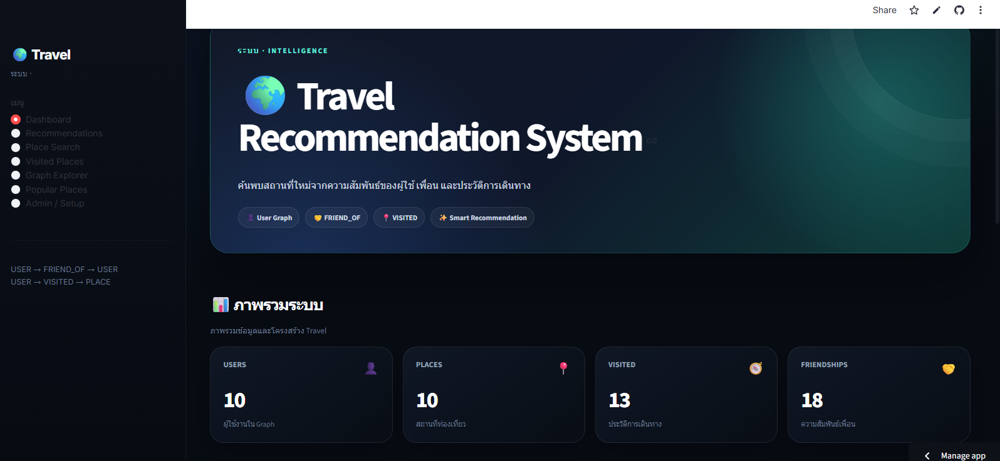 Share
Travel
ระบบ ·
เมนู
Dashboard
Recommendations
Place Search
Visited Places
Graph Explorer
Popular Places
Admin / Setup
USER → FRIEND_OF → USER
USER → VISITED → PLACE
ระบบ · INTELLIGENCE
Travel
Recommendation System
ค้นพบสถานที่ใหม่จากความสัมพันธ์ของผู้ใช้ เพื่อน และประวัติการเดินทาง
User Graph
FRIEND_OF
VISITED
Smart Recommendation
ภาพรวมระบบ
ภาพรวมข้อมูลและโครงสร้าง Travel
USERS
10
ผู้ใช้งานใน Graph
PLACES
10
สถานที่ท่องเที่ยว
VISITED
13
ประวัติการเดินทาง
FRIENDSHIPS
18
ความสัมพันธ์เพื่อน
Manage app